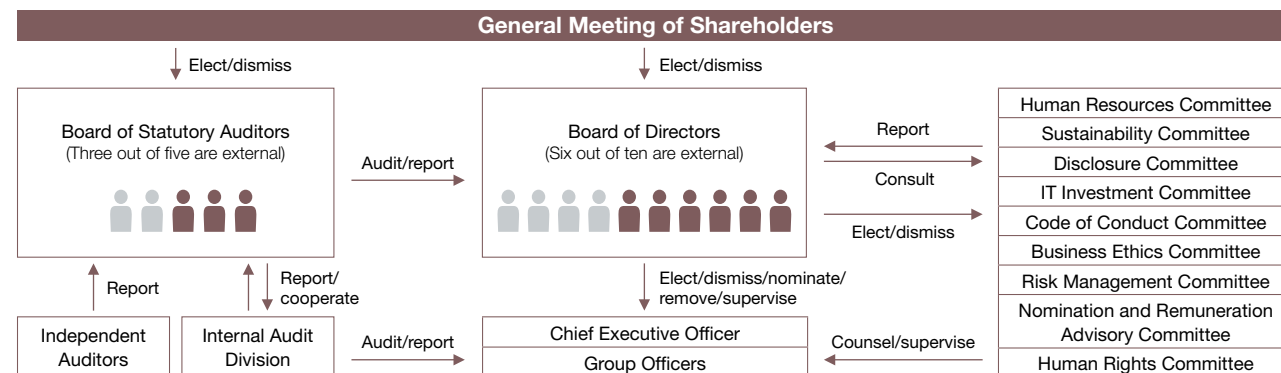 General Meeting of Shareholders
Elect/dismiss
Elect/dismiss
Board of Statutory Auditors
(Three out of five are external)
Audit/report
Board of Directors
(Six out of ten are external)
Report
Consult
Elect/dismiss
Human Resources Committee
Sustainability Committee
Disclosure Committee
IT Investment Committee
Code of Conduct Committee
Business Ethics Committee
Risk Management Committee
Nomination and Remuneration
Advisory Committee
Human Rights Committee
Report
Report/
cooperate
Elect/dismiss/nominate/
remove/supervise
Independent
Auditors
Internal Audit
Division
Audit/report
Chief Executive Officer
Group Officers
Counsel/supervise